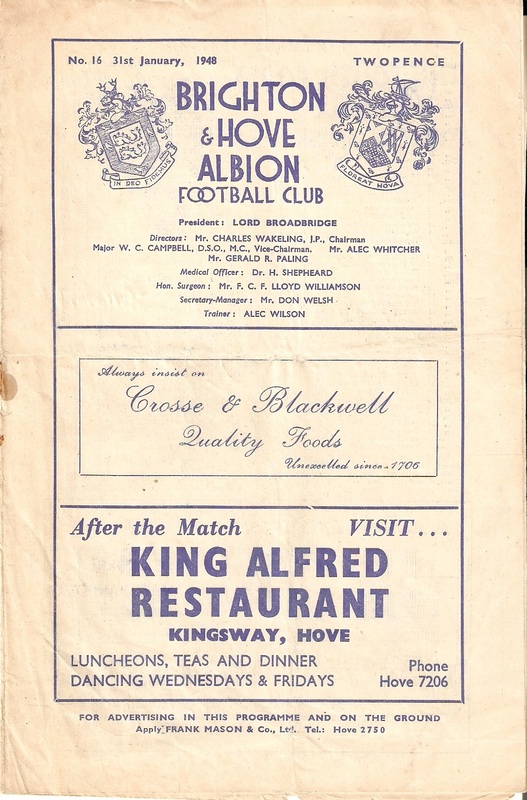 No. 16 31st January, 1948 TWOPENCE
BRIGHTON
& HOVE
ALBION
FOOTBALL CLUB
IN DEO FIDEMUS
FLOREAT HOVA
President: LORD BROADBRIDGE
Directors: Mr. CHARLES WAKELING, J.P., Chairman
Major W. C. CAMPBELL, D.S.O., M.C., Vice-Chairman. Mr. ALEC WHITCHER
Mr. GERALD R. PALING
Medical Officer: Dr. H. SHEPHEARD
Hon. Surgeon: Mr. F. C. F. LLOYD WILLIAMSON
Secretary-Manager: Mr. DON WELSH
Trainer: ALEC WILSON
Always insist on
Crosse & Blackwell
Quality Foods
Unexcelled since 1706
After the Match VISIT...
KING ALFRED
RESTAURANT
KINGSWAY, HOVE
LUNCHEONS, TEAS AND DINNER Phone
DANCING WEDNESDAYS & FRIDAYS Hove 7206
FOR ADVERTISING IN THIS PROGRAMME AND ON THE GROUND
Apply FRANK MASON & Co., Ltd. Tel.: Hove 2750